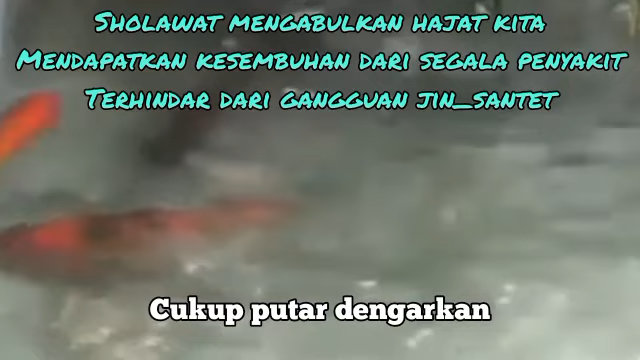 Sholawat mengabulkan hajat kita
Mendapatkan kesembuhan dari segala penyakit
Terhindar dari gangguan jin_santet
Cukup putar dengarkan